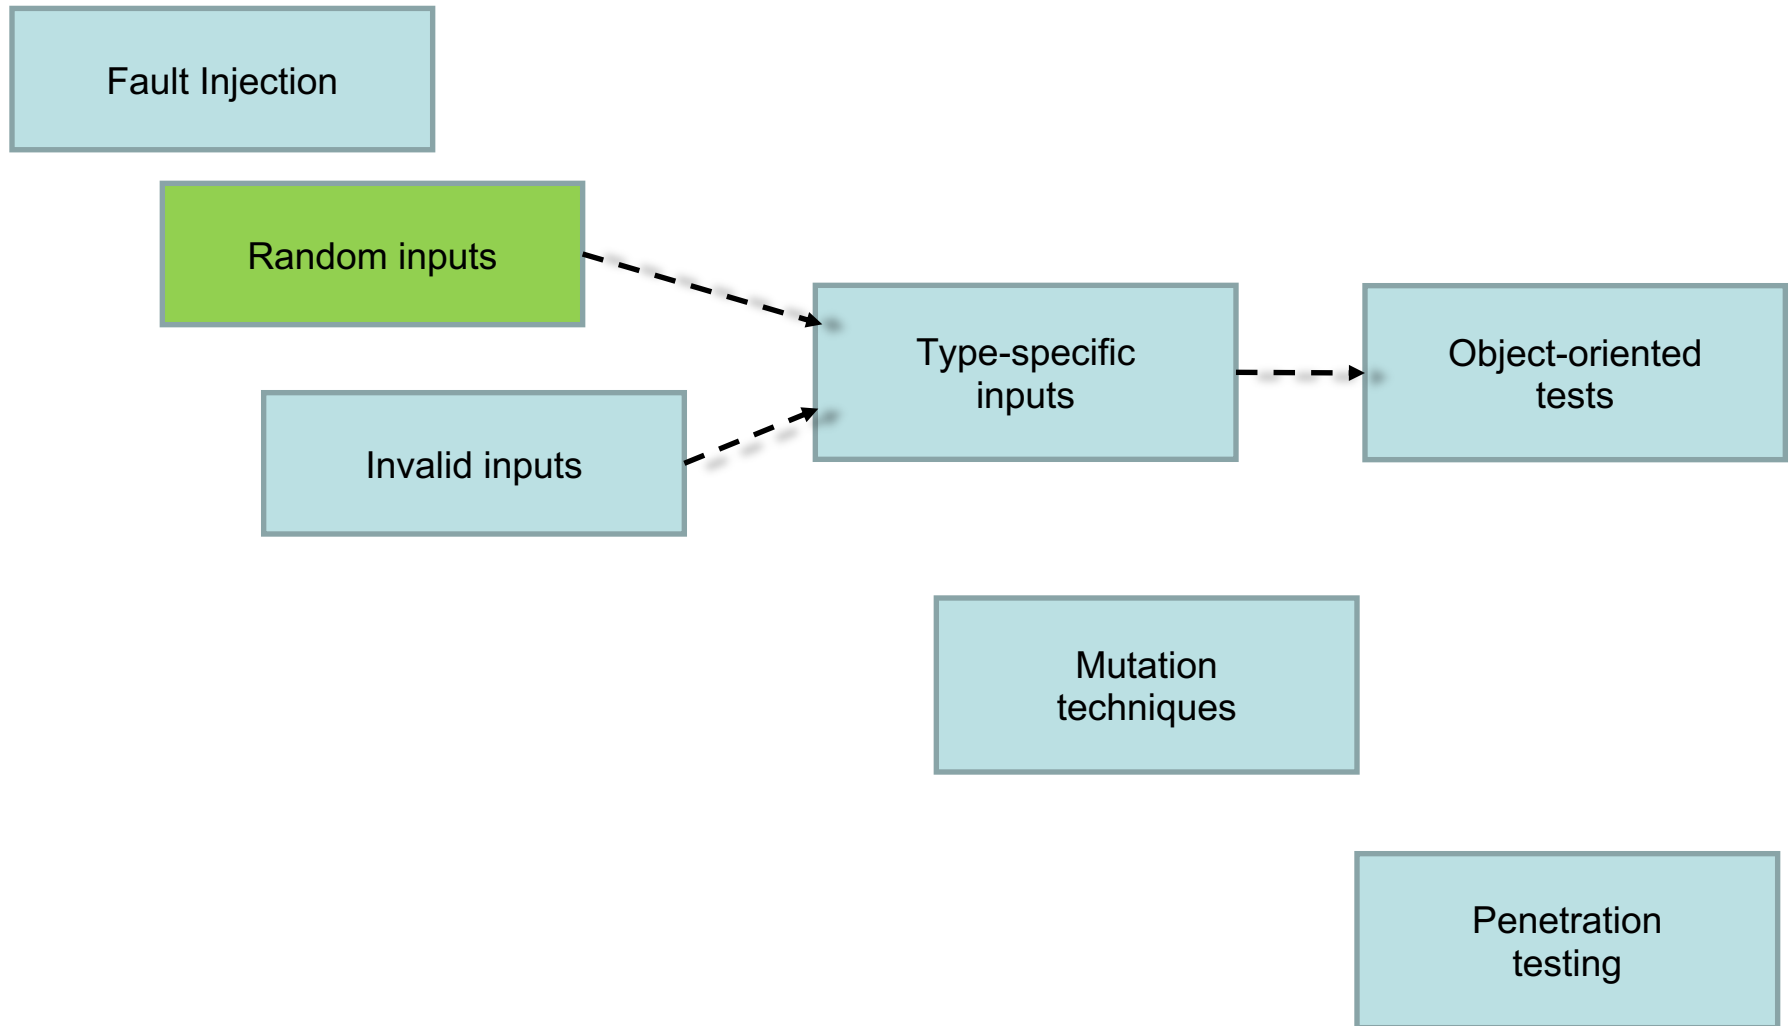 Fault Injection
Random inputs
Type-specific
inputs
Object-oriented
tests
Invalid inputs
Mutation
techniques
Penetration
testing